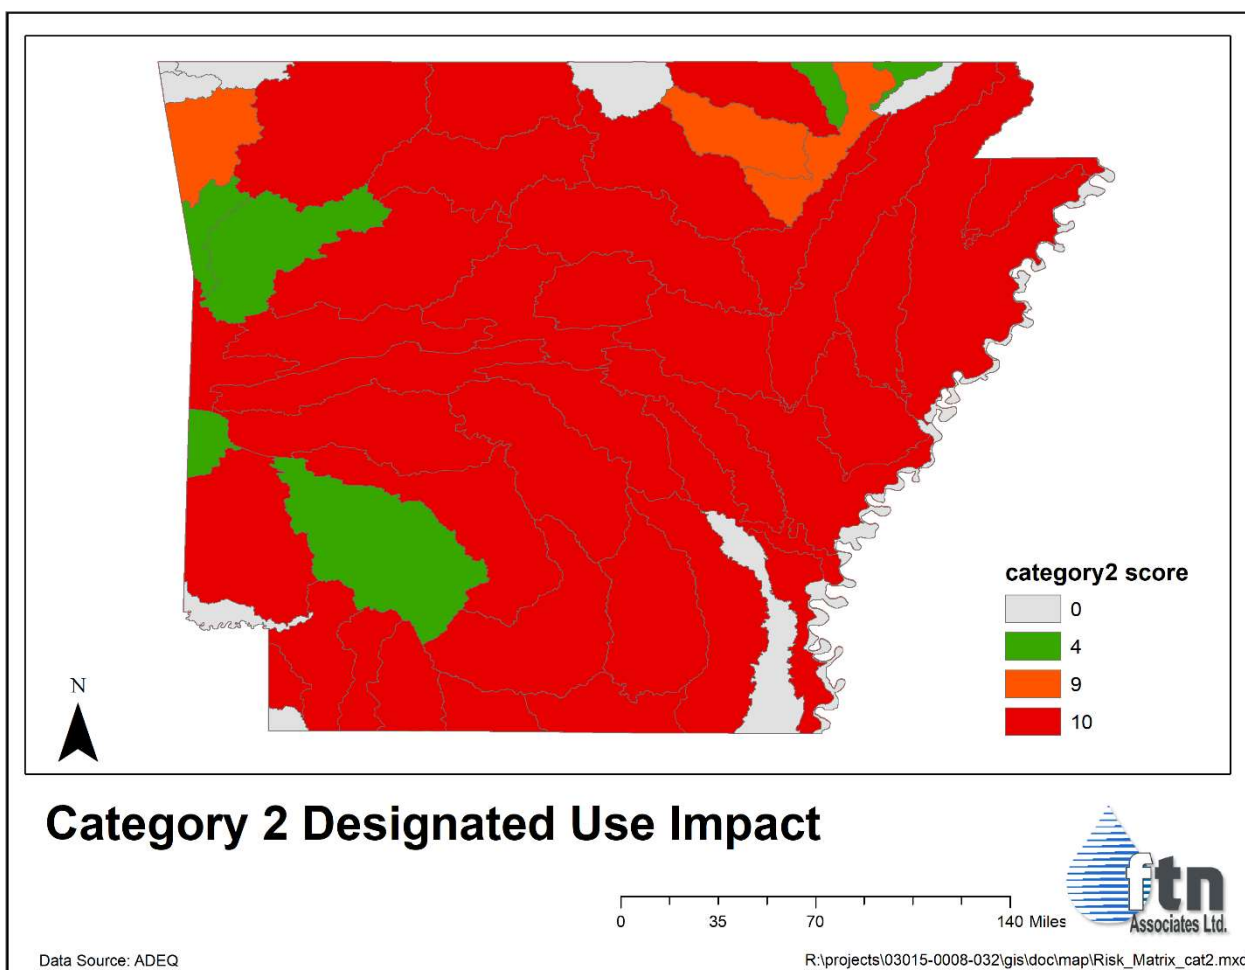 category2 score
0
4
9
10
N
Category 2 Designated Use Impact
0 35 70 140 Miles
ftn
Associates Ltd.
Data Source: ADEQ
R:\projects\03015-0008-032\gis\doc\map\Risk_Matrix_cat2.mxd